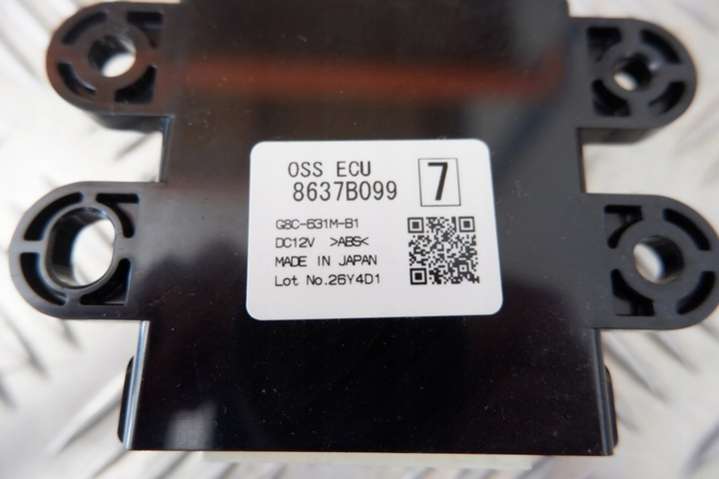 OSS ECU
8637B099
7
G8C-631M-B1
DC12V >ABS<
MADE IN JAPAN
Lot No.26Y4D1